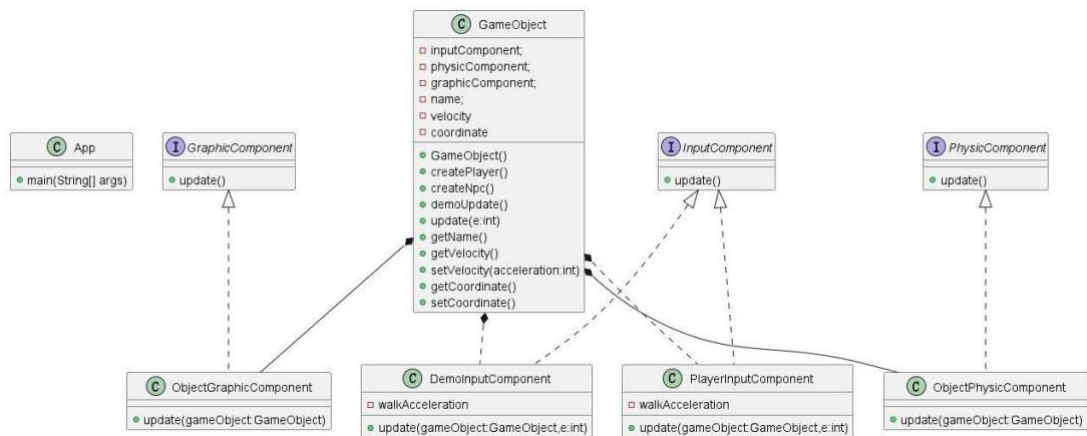 C GameObject
inputComponent;
physicComponent;
graphicComponent;
name;
velocity
coordinate
GameObject()
createPlayer()
createNpc()
demoUpdate()
update(e:int)
getName()
getVelocity()
setVelocity(acceleration:int)
getCoordinate()
setCoordinate()
C App
main(String[] args)
I GraphicComponent
update()
I InputComponent
update()
I PhysicComponent
update()
C ObjectGraphicComponent
update(gameObject:GameObject)
C DemoInputComponent
walkAcceleration
update(gameObject:GameObject,e:int)
C PlayerInputComponent
walkAcceleration
update(gameObject:GameObject,e:int)
C ObjectPhysicComponent
update(gameObject:GameObject)